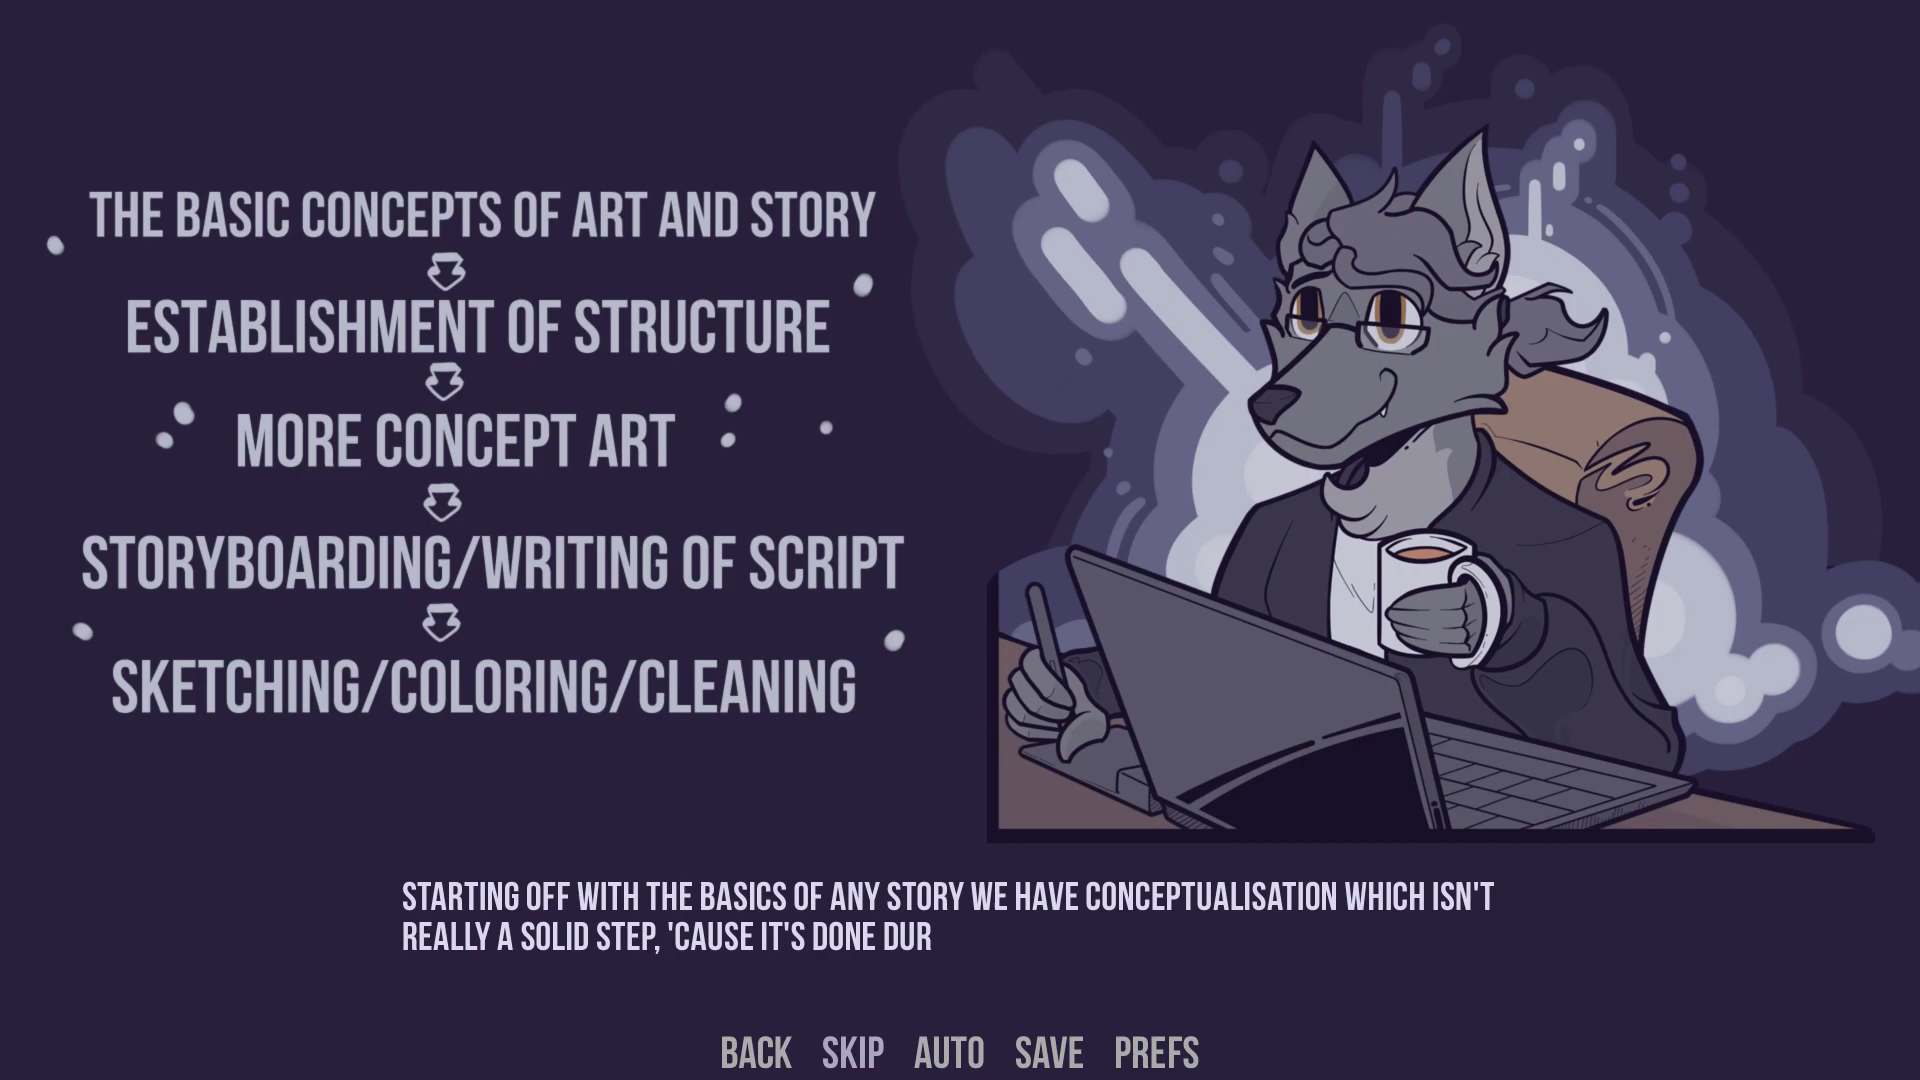 THE BASIC CONCEPTS OF ART AND STORY
ESTABLISHMENT OF STRUCTURE
MORE CONCEPT ART
STORYBOARDING/WRITING OF SCRIPT
SKETCHING/COLORING/CLEANING
STARTING OFF WITH THE BASICS OF ANY STORY WE HAVE CONCEPTUALISATION WHICH ISN'T
REALLY A SOLID STEP, 'CAUSE IT'S DONE DUR
BACK SKIP AUTO SAVE PREFS